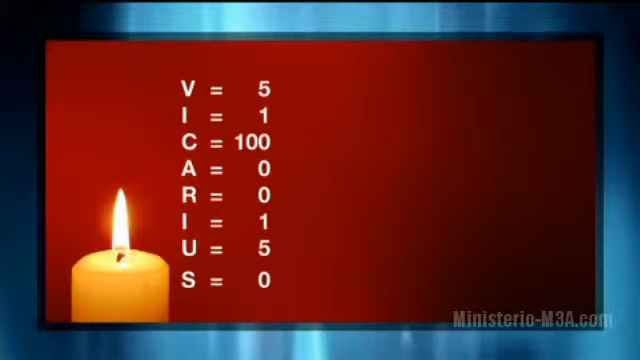 V = 5
I = 1
C = 100
A = 0
R = 0
I = 1
U = 5
S = 0
Ministerio-M3A.com